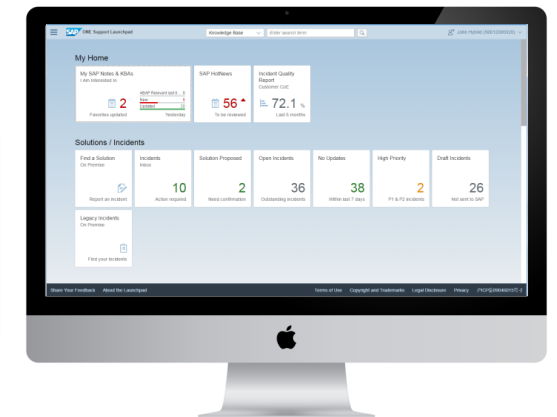 SAP ONE Support Launchpad
Knowledge Base
Enter search term
My Home
My SAP Notes & KBAs
I Am Interested In
2
Favorites updated
Yesterday
SAP HotNews
56
To be reviewed
Incident Quality Report
Customer CoE
72.1 %
Last 6 months
Solutions / Incidents
Find a Solution
On Premise
Report an Incident
Incidents
Inbox
10
Action required
Solution Proposed
2
Need confirmation
Open Incidents
36
Outstanding incidents
No Updates
38
Within last 7 days
High Priority
2
P1 & P2 incidents
Draft Incidents
26
Not sent to SAP
Legacy Incidents
On Premise
Find your incidents
Share Your Feedback
About the Launchpad
Terms of Use
Copyright and Trademarks
Legal Disclosure
Privacy